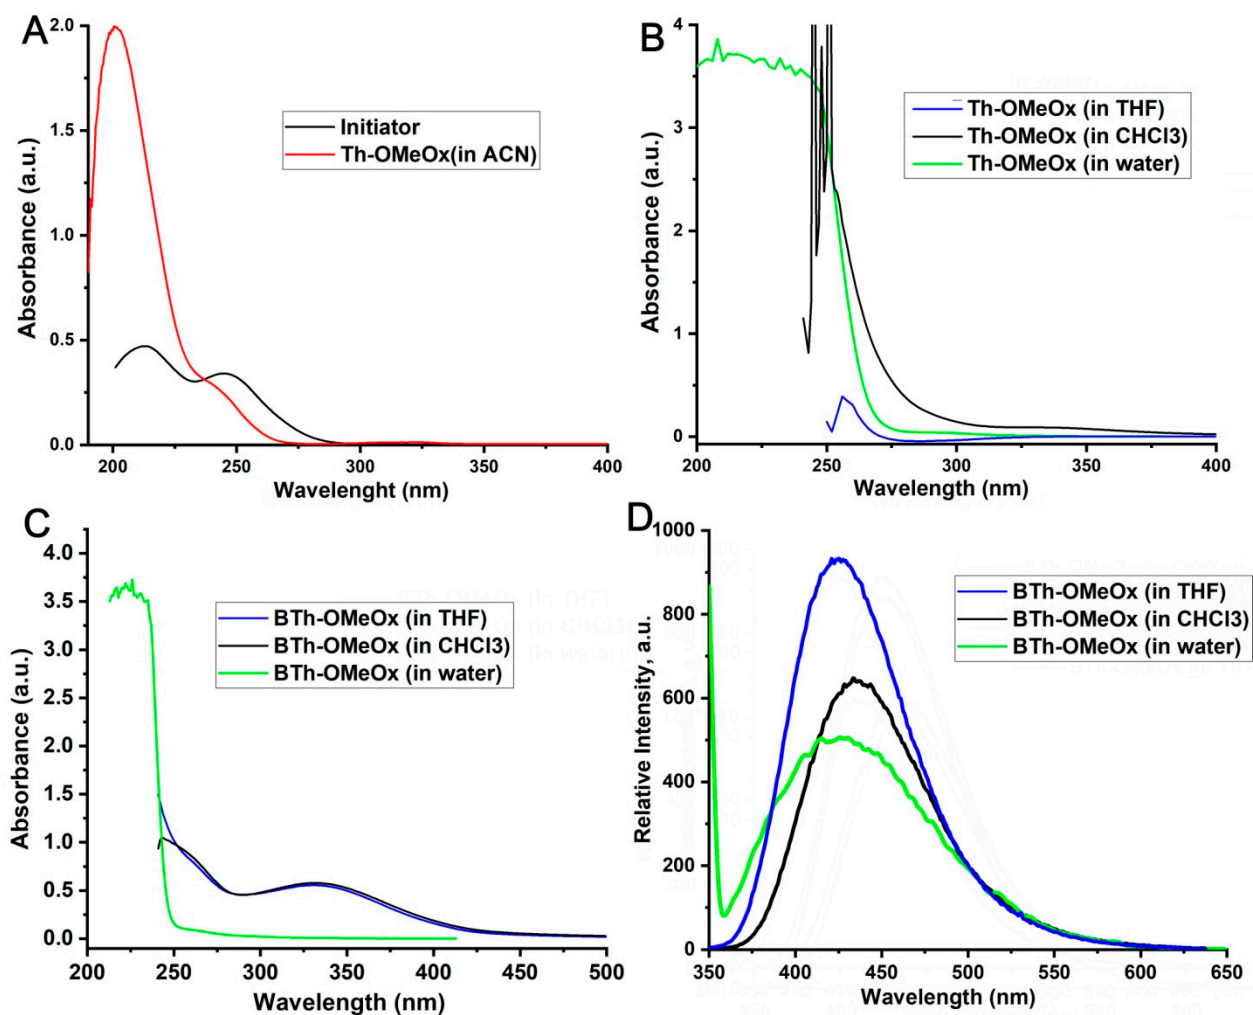 A
2.0
1.5
1.0
0.5
0.0
Absorbance (a.u.)
Initiator
Th-OMeOx(in ACN)
200 250 300 350 400
Wavelenght (nm)
B
4
3
2
1
0
Absorbance (a.u.)
Th-OMeOx (in THF)
Th-OMeOx (in CHCl3)
Th-OMeOx (in water)
200 250 300 350 400
Wavelength (nm)
C
4.0
3.5
3.0
2.5
2.0
1.5
1.0
0.5
0.0
Absorbance (a.u.)
BTh-OMeOx (in THF)
BTh-OMeOx (in CHCl3)
BTh-OMeOx (in water)
200 250 300 350 400 450 500
Wavelength (nm)
D
1000
800
600
400
200
0
Relative Intensity, a.u
BTh-OMeOx (in THF)
BTh-OMeOx (in CHCl3)
BTh-OMeOx (in water)
350 400 450 500 550 600 650
Wavelength (nm)